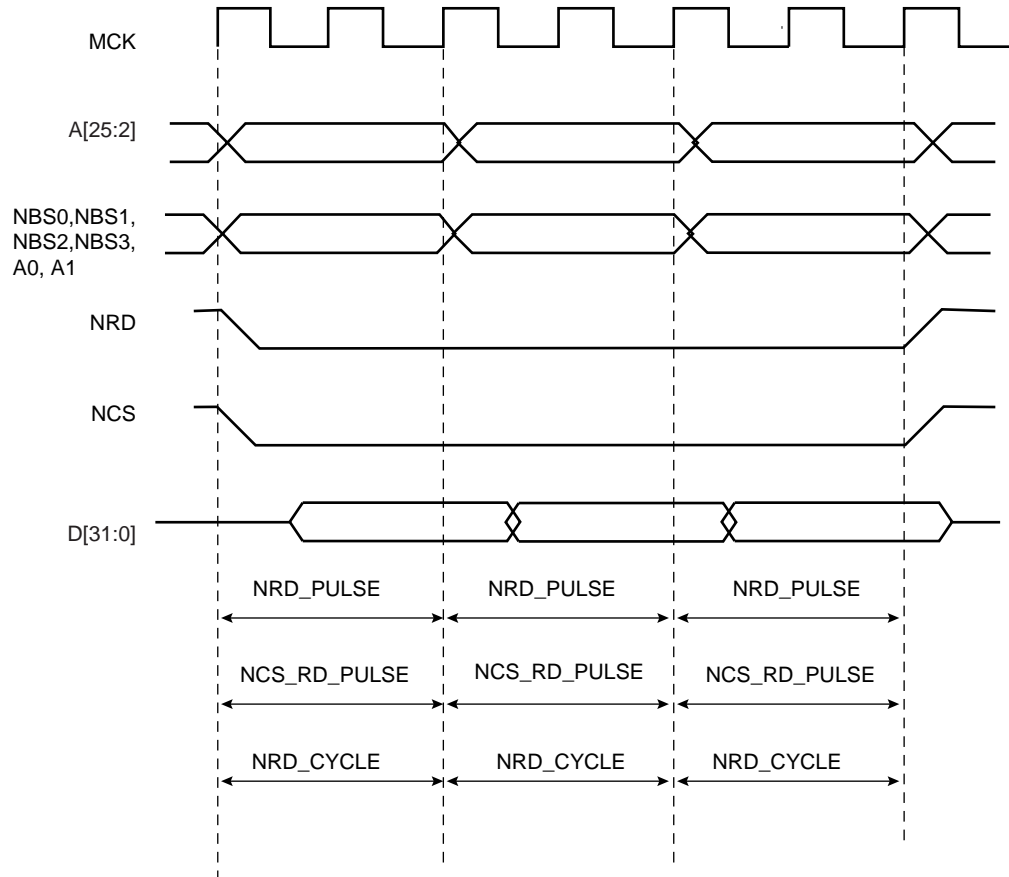 MCK
A[25:2]
NBS0,NBS1,
NBS2,NBS3,
A0, A1
NRD
NCS
D[31:0]
NRD_PULSE NRD_PULSE NRD_PULSE
NCS_RD_PULSE NCS_RD_PULSE NCS_RD_PULSE
NRD_CYCLE NRD_CYCLE NRD_CYCLE